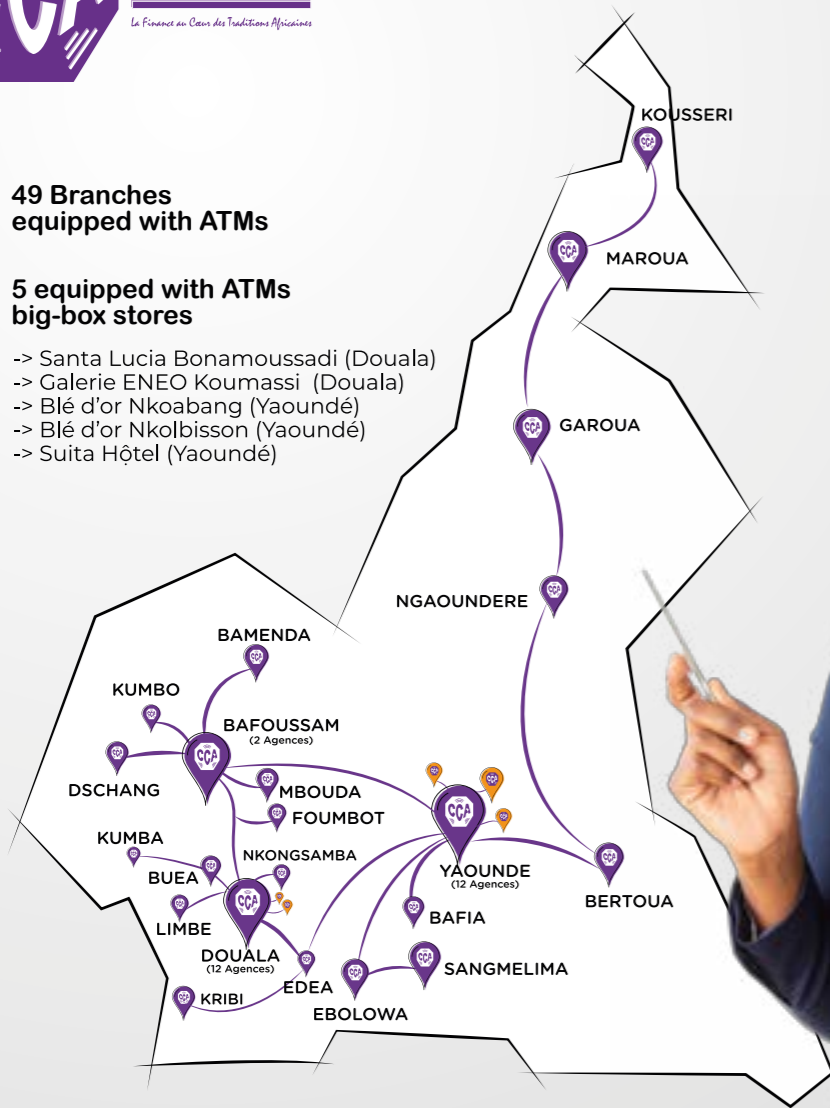 CCA
La Finance au Cœur des Traditions Africaines
49 Branches
equipped with ATMs
5 equipped with ATMs
big-box stores
-> Santa Lucia Bonamoussadi (Douala)
-> Galerie ENEO Koumassi (Douala)
-> Blé d'or Nkoabang (Yaoundé)
-> Blé d'or Nkolbisson (Yaoundé)
-> Suita Hôtel (Yaoundé)
KOUSSERI
MAROUA
GAROUA
NGAOUNDERE
BAMENDA
KUMBO
BAFOUSSAM
(2 Agences)
DSCHANG
MBOUDA
FOUMBOT
KUMBA
BUEA
NKONGSAMBA
LIMBE
DOUALA
(12 Agences)
YAOUNDE
(12 Agences)
BAFIA
BERTOUA
SANGMELIMA
EDEA
KRIBI
EBOLOWA